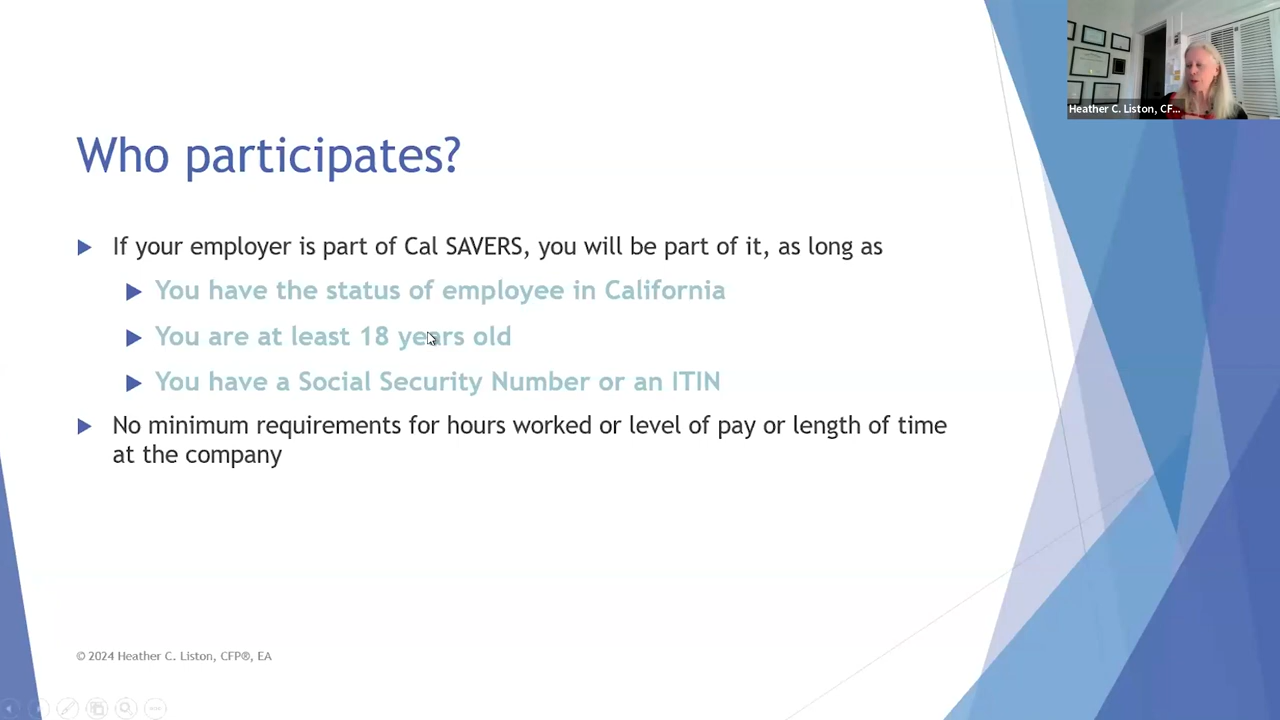 Heather C. Liston, CF...
Who participates?
If your employer is part of Cal SAVERS, you will be part of it, as long as
You have the status of employee in California
You are at least 18 years old
You have a Social Security Number or an ITIN
No minimum requirements for hours worked or level of pay or length of time
at the company
© 2024 Heather C. Liston, CFP®, EA